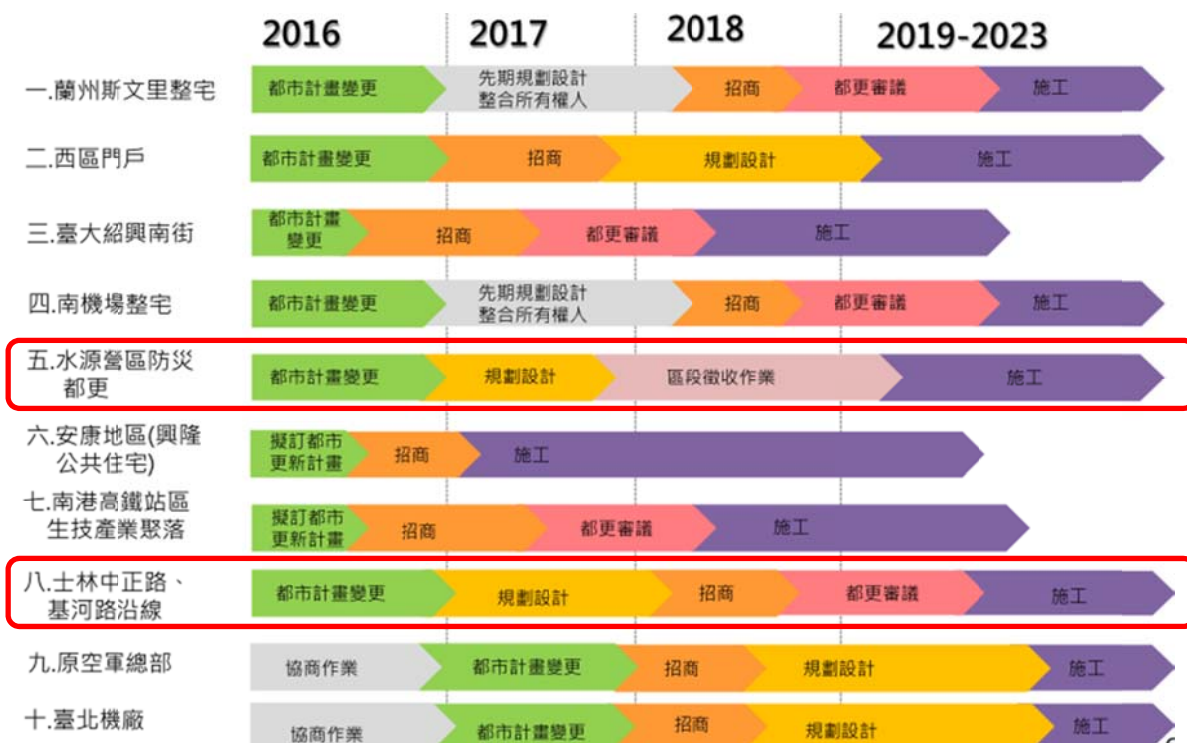 2016 2017 2018 2019-2023
一.蘭州斯文里整宅
都市計畫變更
先期規劃設計
整合所有權人
招商
都更審議
施工
二.西區門戶
都市計畫變更
招商
規劃設計
施工
三.臺大紹興南街
都市計畫
變更
招商
都更審議
施工
四.南機場整宅
都市計畫變更
先期規劃設計
整合所有權人
招商
都更審議
施工
五.水源營區防災
都更
都市計畫變更
規劃設計
區段徵收作業
施工
六.安康地區(興隆
公共住宅)
擬訂都市
更新計畫
招商
施工
七.南港高鐵站區
生技產業聚落
擬訂都市
更新計畫
招商
都更審議
施工
八.士林中正路、
基河路沿線
都市計畫變更
規劃設計
招商
都更審議
施工
九.原空軍總部
協商作業
都市計畫變更
招商
規劃設計
施工
十.臺北機廠
協商作業
都市計畫變更
招商
規劃設計
施工